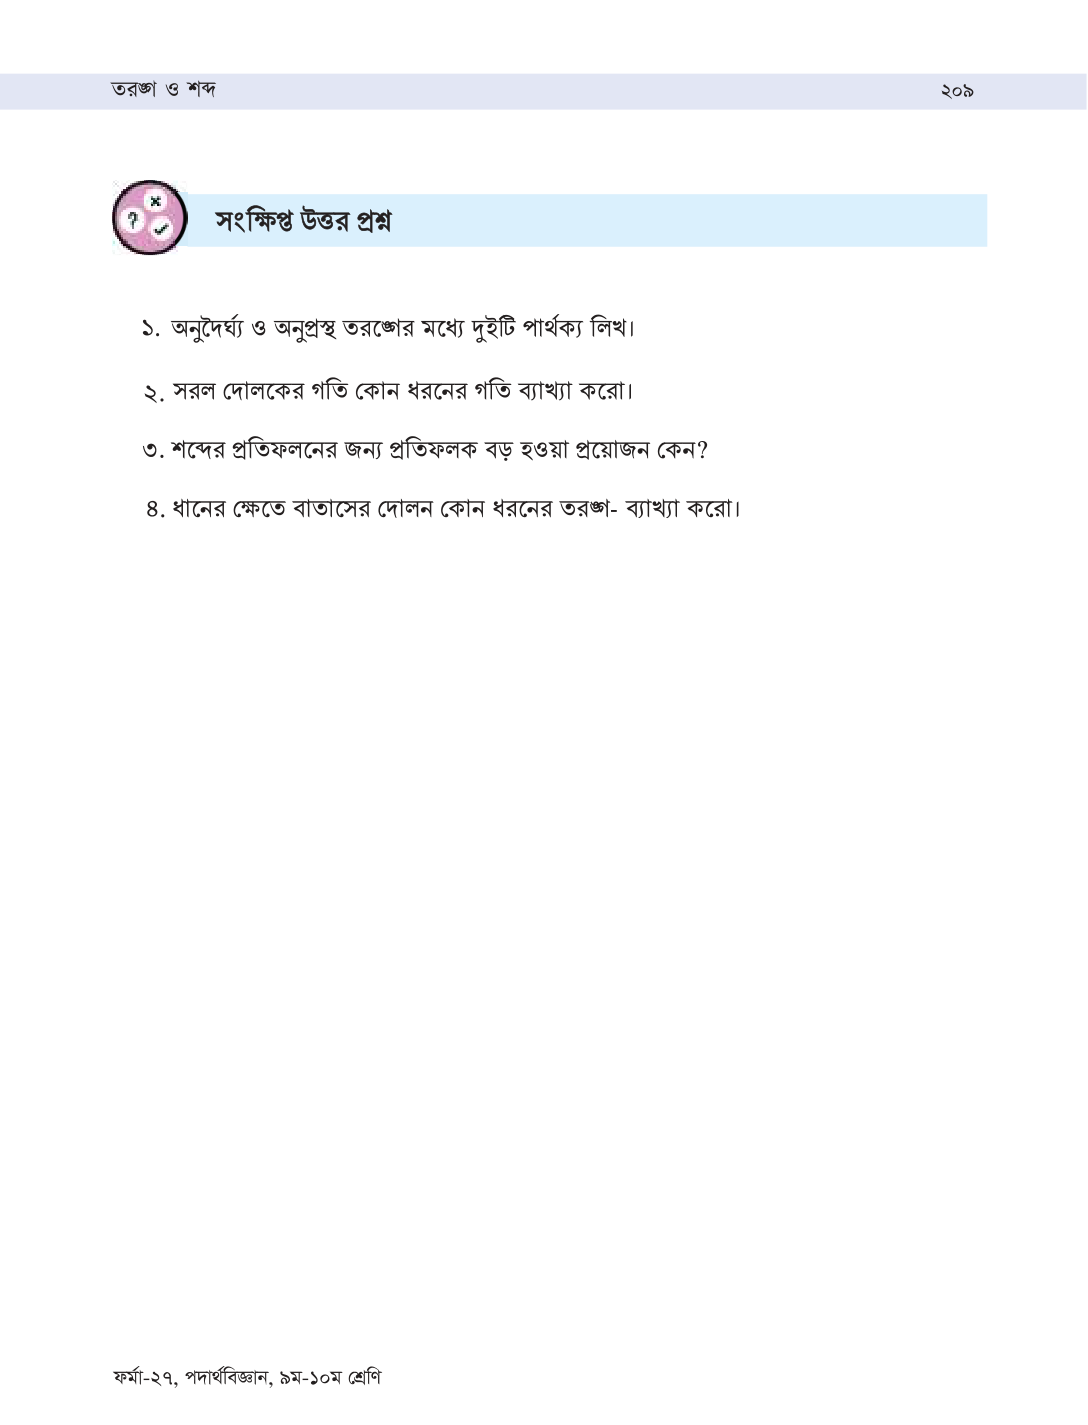 তরঙ্গ ও শব্দ ২০৯
সংক্ষিপ্ত উত্তর প্রশ্ন
১. অনুদৈর্ঘ্য ও অনুপ্রস্থ তরঙ্গের মধ্যে দুইটি পার্থক্য লিখ।
২. সরল দোলকের গতি কোন ধরনের গতি ব্যাখ্যা করো।
৩. শব্দের প্রতিফলনের জন্য প্রতিফলক বড় হওয়া প্রয়োজন কেন?
৪. ধানের ক্ষেতে বাতাসের দোলন কোন ধরনের তরঙ্গ- ব্যাখ্যা করো।
ফর্মা-২৭, পদার্থবিজ্ঞান, ৯ম-১০ম শ্রেণি